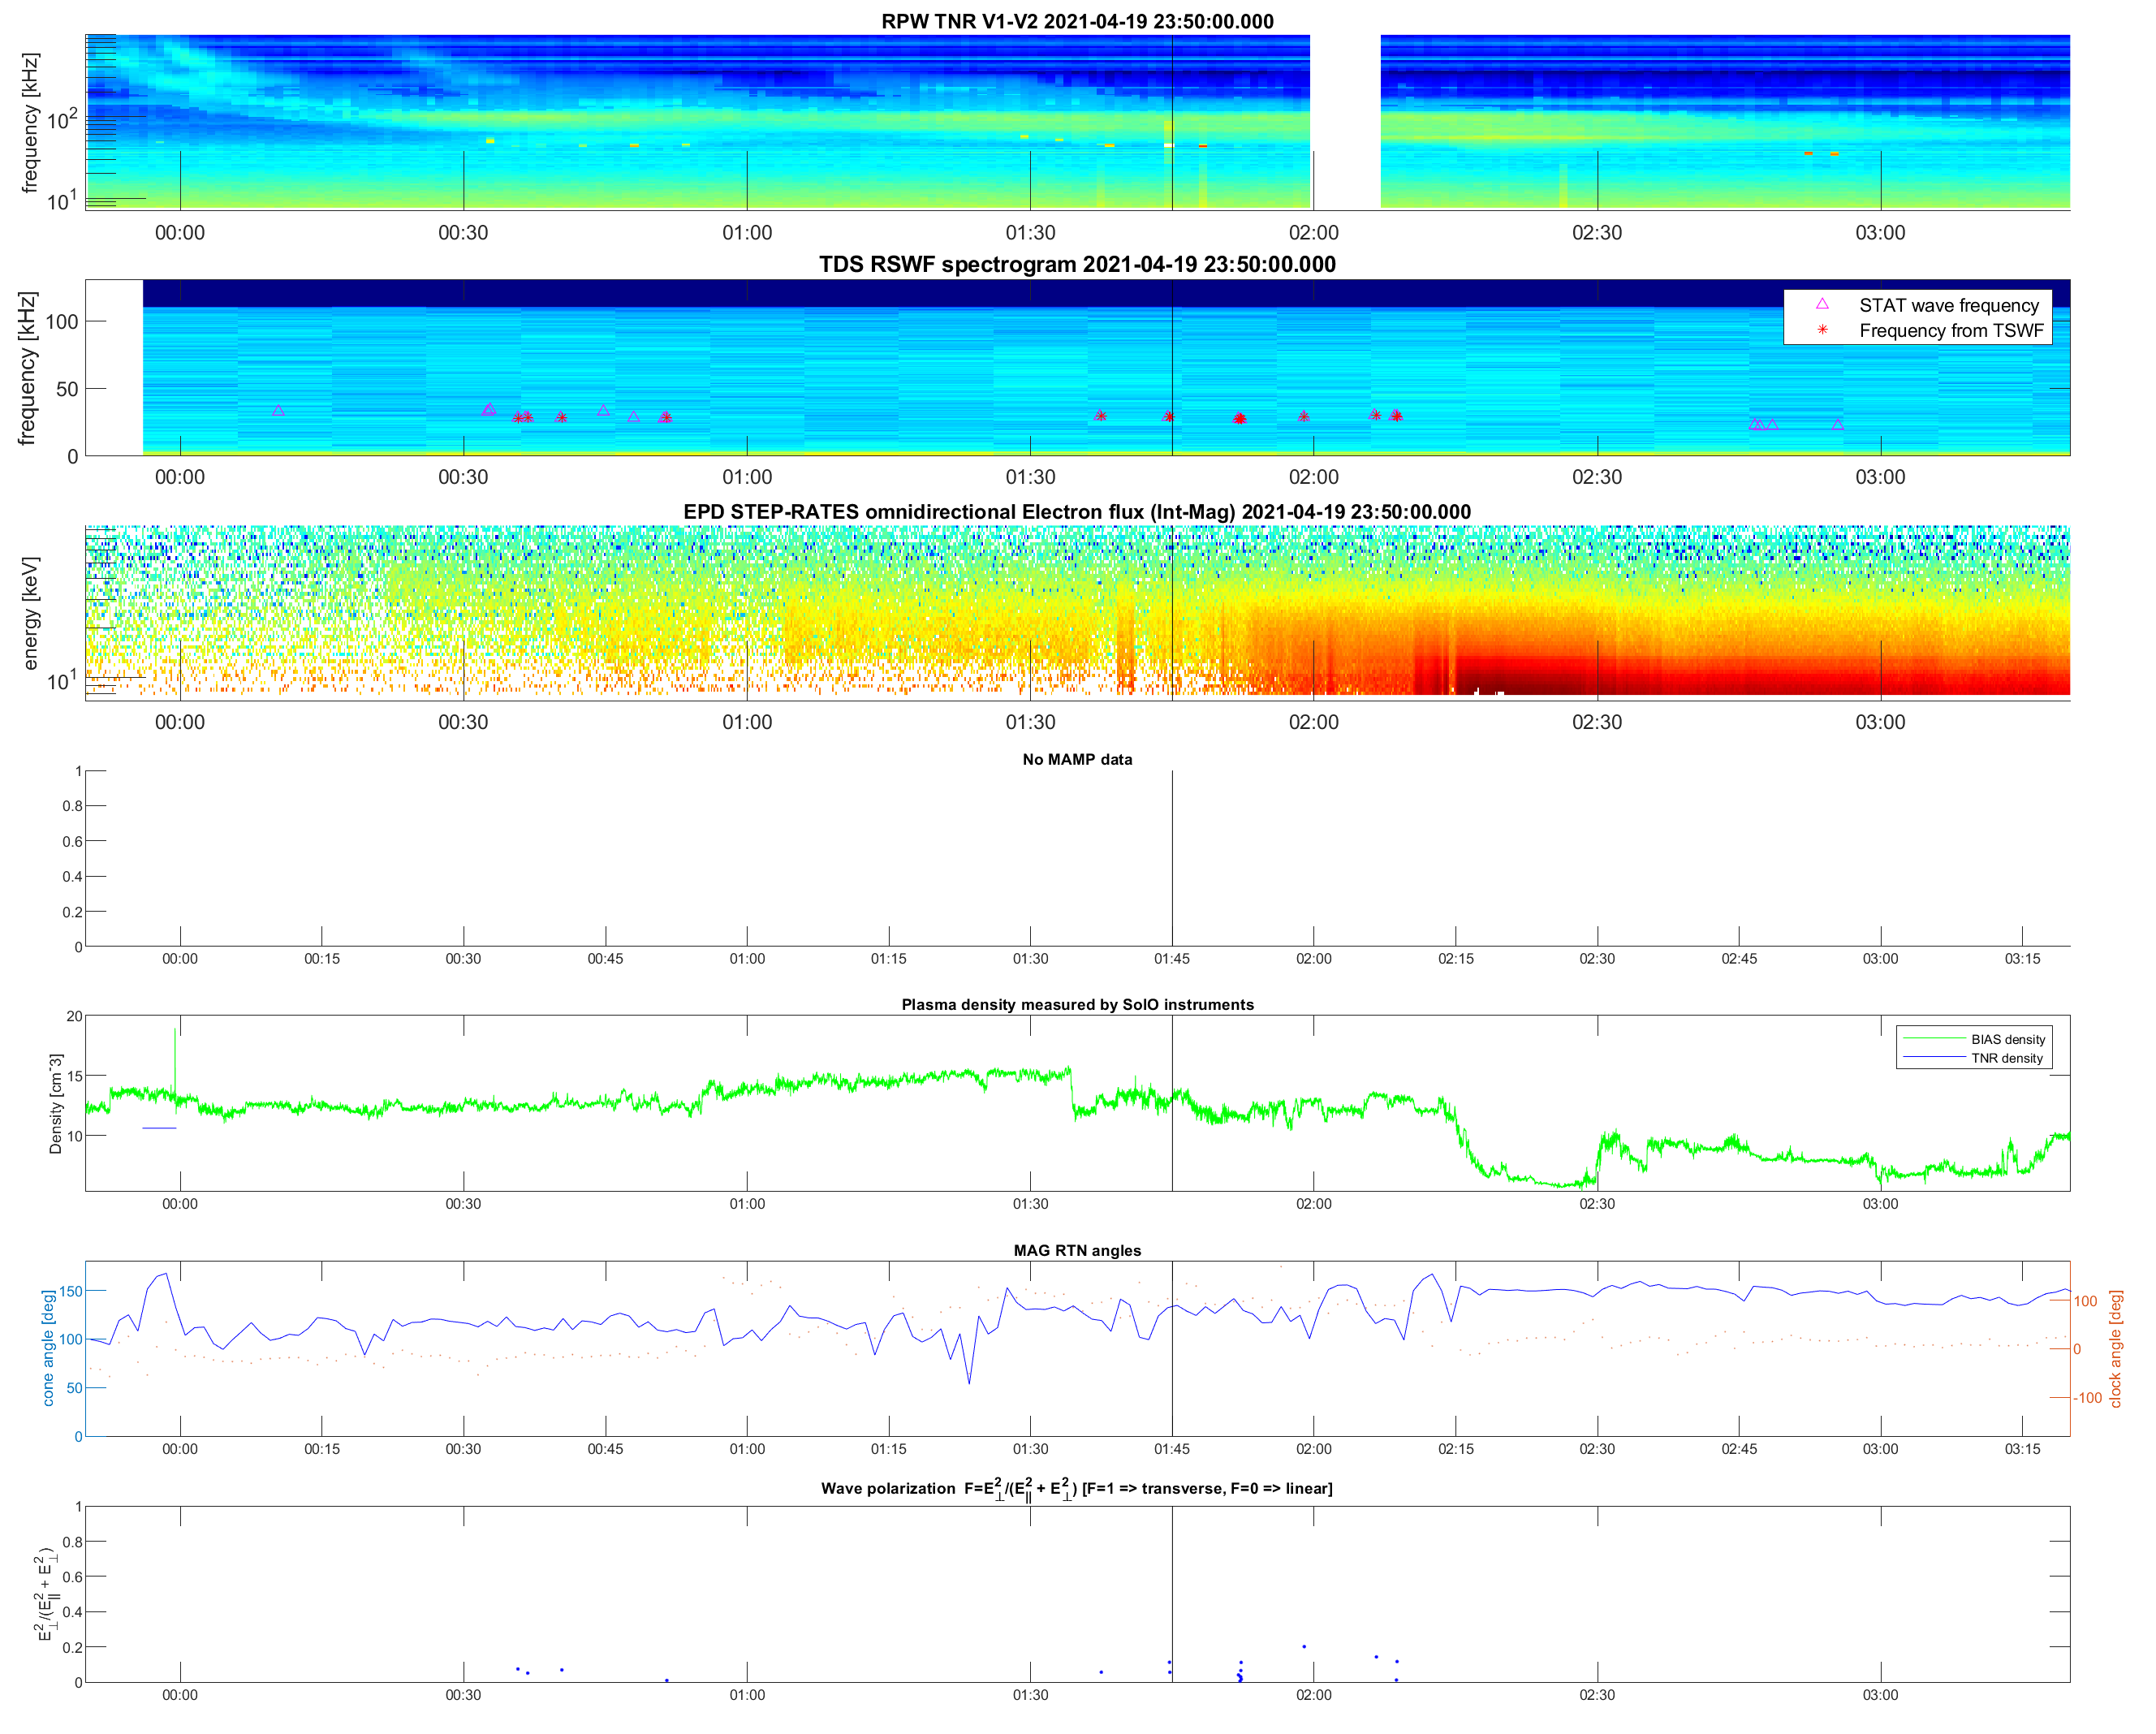 RPW TNR V1-V2 2021-04-19 23:50:00.000
frequency [kHz]
10^2
10^1
00:00 00:30 01:00 01:30 02:00 02:30 03:00
TDS RSWF spectrogram 2021-04-19 23:50:00.000
frequency [kHz]
100
50
0
STAT wave frequency
Frequency from TSWF
00:00 00:30 01:00 01:30 02:00 02:30 03:00
EPD STEP-RATES omnidirectional Electron flux (Int-Mag) 2021-04-19 23:50:00.000
energy [keV]
10^1
00:00 00:30 01:00 01:30 02:00 02:30 03:00
No MAMP data
1
0.8
0.6
0.4
0.2
0
00:00 00:15 00:30 00:45 01:00 01:15 01:30 01:45 02:00 02:15 02:30 02:45 03:00 03:15
Plasma density measured by SolO instruments
Density [cm^-3]
20
15
10
BIAS density
TNR density
00:00 00:30 01:00 01:30 02:00 02:30 03:00
MAG RTN angles
cone angle [deg]
150
100
50
0
100
0
-100
clock angle [deg]
00:00 00:15 00:30 00:45 01:00 01:15 01:30 01:45 02:00 02:15 02:30 02:45 03:00 03:15
Wave polarization F=E⊥^2/(E∥^2 + E⊥^2) [F=1 => transverse, F=0 => linear]
E⊥^2/(E∥^2 + E⊥^2)
1
0.8
0.6
0.4
0.2
0
00:00 00:30 01:00 01:30 02:00 02:30 03:00